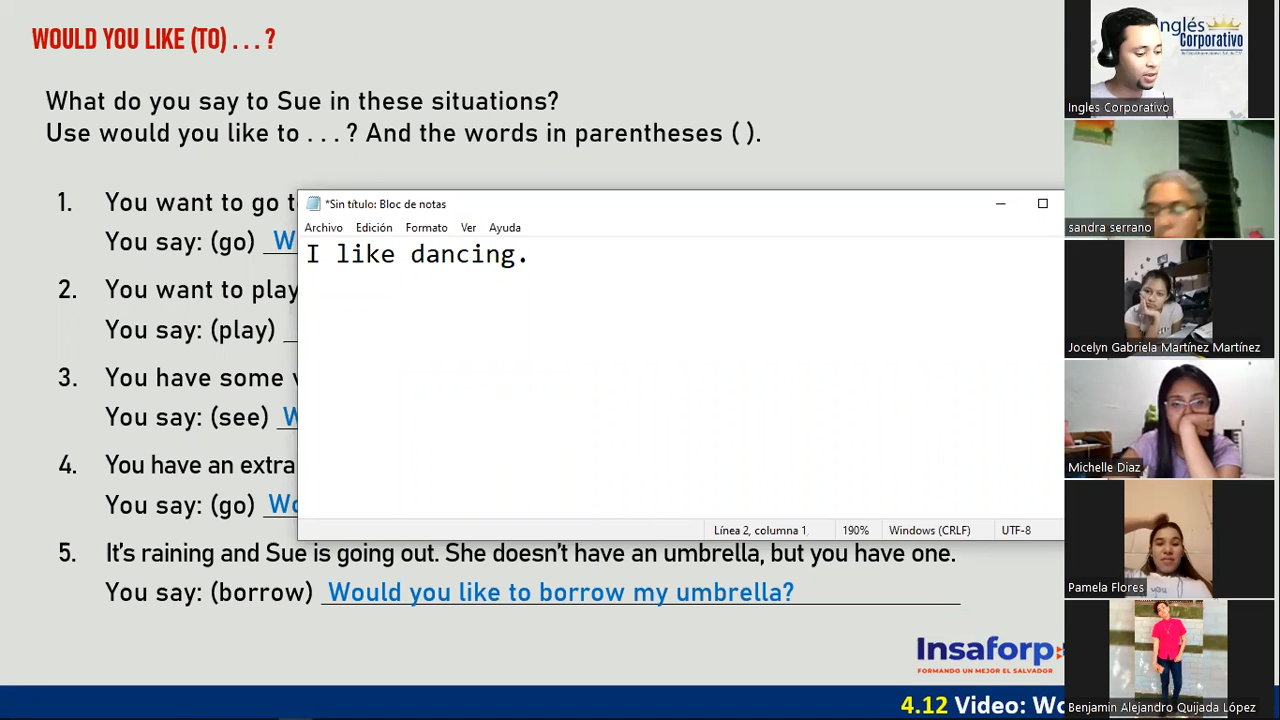 WOULD YOU LIKE (TO) . . . ?
What do you say to Sue in these situations?
Use would you like to . . . ? And the words in parentheses ( ).
1. You want to go
You say: (go)
2. You want to play
You say: (play)
3. You have some
You say: (see)
4. You have an extra
You say: (go)
5. It's raining and Sue is going out. She doesn't have an umbrella, but you have one.
You say: (borrow) Would you like to borrow my umbrella?
*Sin título: Bloc de notas
Archivo Edición Formato Ver Ayuda
I like dancing.
Línea 2, columna 1 190% Windows (CRLF) UTF-8
Insaforp
FORMANDO UN MEJOR EL SALVADOR
4.12 Video:
Inglés
Corporativo
Ingles Corporativo
sandra serrano
Jocelyn Gabriela Martínez Martínez
Michelle Diaz
Pamela Flores
Benjamin Alejandro Quijada López